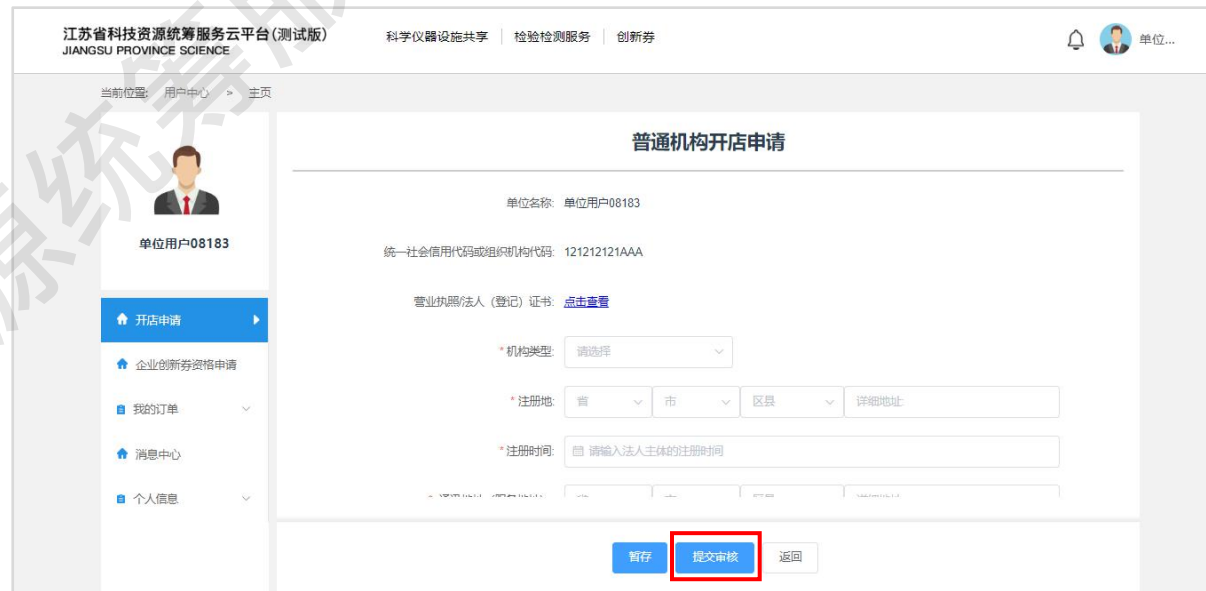 江苏省科技资源统筹服务云平台(测试版) 科学仪器设施共享 检验检测服务 创新券 单位...
JIANGSU PROVINCE SCIENCE
当前位置: 用户中心 > 主页
普通机构开店申请
单位名称: 单位用户08183
单位用户08183
统一社会信用代码或组织机构代码: 121212121AAA
营业执照/法人（登记）证书: 点击查看
开店申请
*机构类型: 请选择
企业创新券资格申请
*注册地: 省 市 区县 详细地址
我的订单
*注册时间: 请输入法人主体的注册时间
消息中心
个人信息
暂存 提交审核 返回
源统筹服